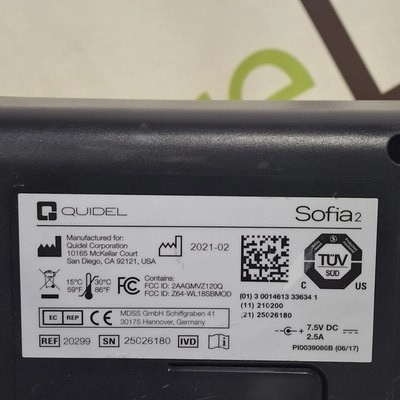 QUIDEL
Sofia 2
Manufactured for:
Quidel Corporation
10165 McKellar Court
San Diego, CA 92121, USA
2021-02
15°C 30°C
59°F 86°F
Contains:
FCC ID: 2AAGMVZ120Q
FCC ID: Z64-WL18SBMOD
(01) 3 0014613 33634 1
(11) 210200
(21) 25026180
TÜV
SÜD
C US
EC REP
MDSS GmbH Schiffgraben 41
30175 Hannover, Germany
7.5V DC
2.5A
REF 20299 SN 25026180 IVD i
PI0039086B (06/17)